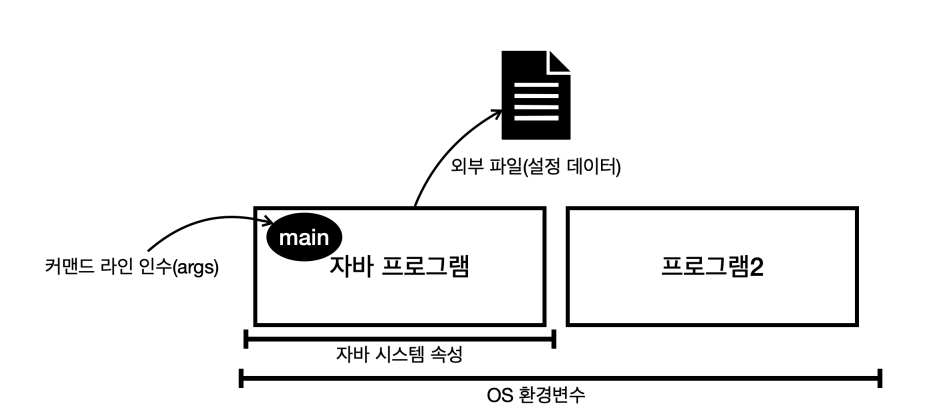 외부 파일(설정 데이터)
main
커맨드 라인 인수(args)
자바 프로그램
프로그램2
자바 시스템 속성
OS 환경변수